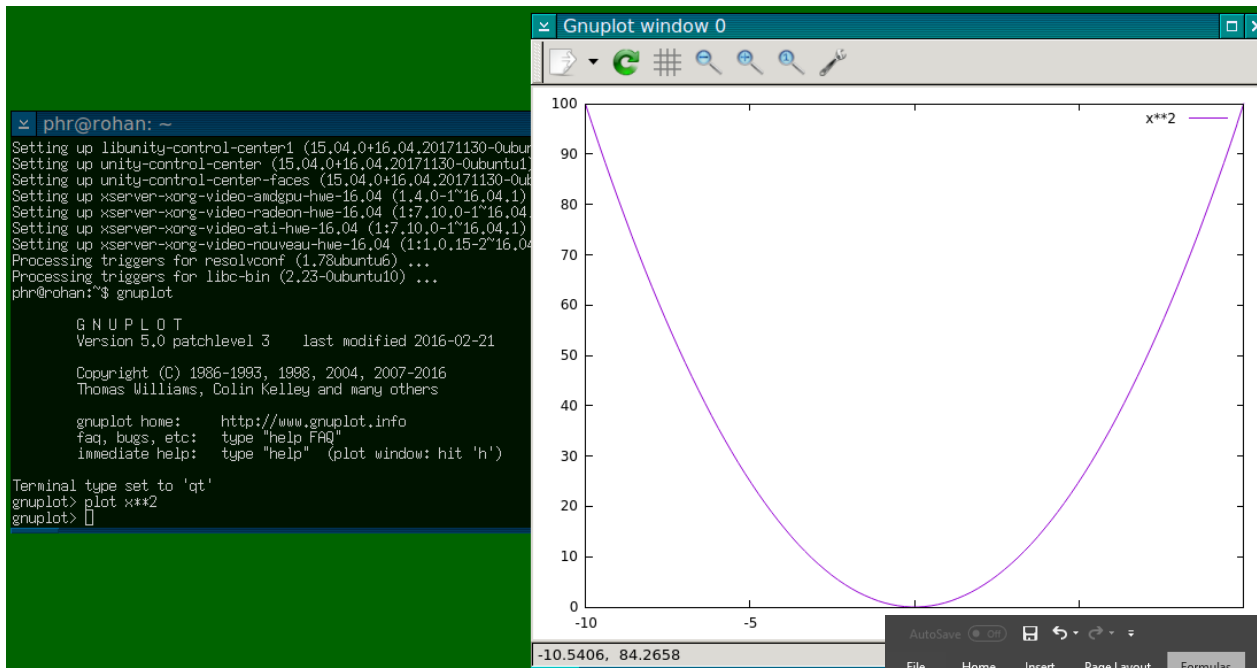 phr@rohan: ~
Setting up libunity-control-center1 (15.04.0+16.04.20171130-0ubun
Setting up unity-control-center (15.04.0+16.04.20171130-0ubuntu1)
Setting up unity-control-center-faces (15.04.0+16.04.20171130-0ub
Setting up xserver-xorg-video-amdgpu-hwe-16.04 (1.4.0-1~16.04.1)
Setting up xserver-xorg-video-radeon-hwe-16.04 (1:7.10.0-1~16.04.
Setting up xserver-xorg-video-ati-hwe-16.04 (1:7.10.0-1~16.04.1)
Setting up xserver-xorg-video-nouveau-hwe-16.04 (1:1.0.15-2~16.04
Processing triggers for resolvconf (1.78ubuntu6) ...
Processing triggers for libc-bin (2.23-0ubuntu10) ...
phr@rohan:~$ gnuplot
G N U P L O T
Version 5.0 patchlevel 3    last modified 2016-02-21
Copyright (C) 1986-1993, 1998, 2004, 2007-2016
Thomas Williams, Colin Kelley and many others
gnuplot home:     http://www.gnuplot.info
faq, bugs, etc:   type "help FAQ"
immediate help:   type "help"  (plot window: hit 'h')
Terminal type set to 'qt'
gnuplot> plot x**2
gnuplot>
Gnuplot window 0
x**2
100
90
80
70
60
50
40
30
20
10
0
-10 -5
-10.5406, 84.2658
AutoSave Off
File Home Insert Page Layout Formulas